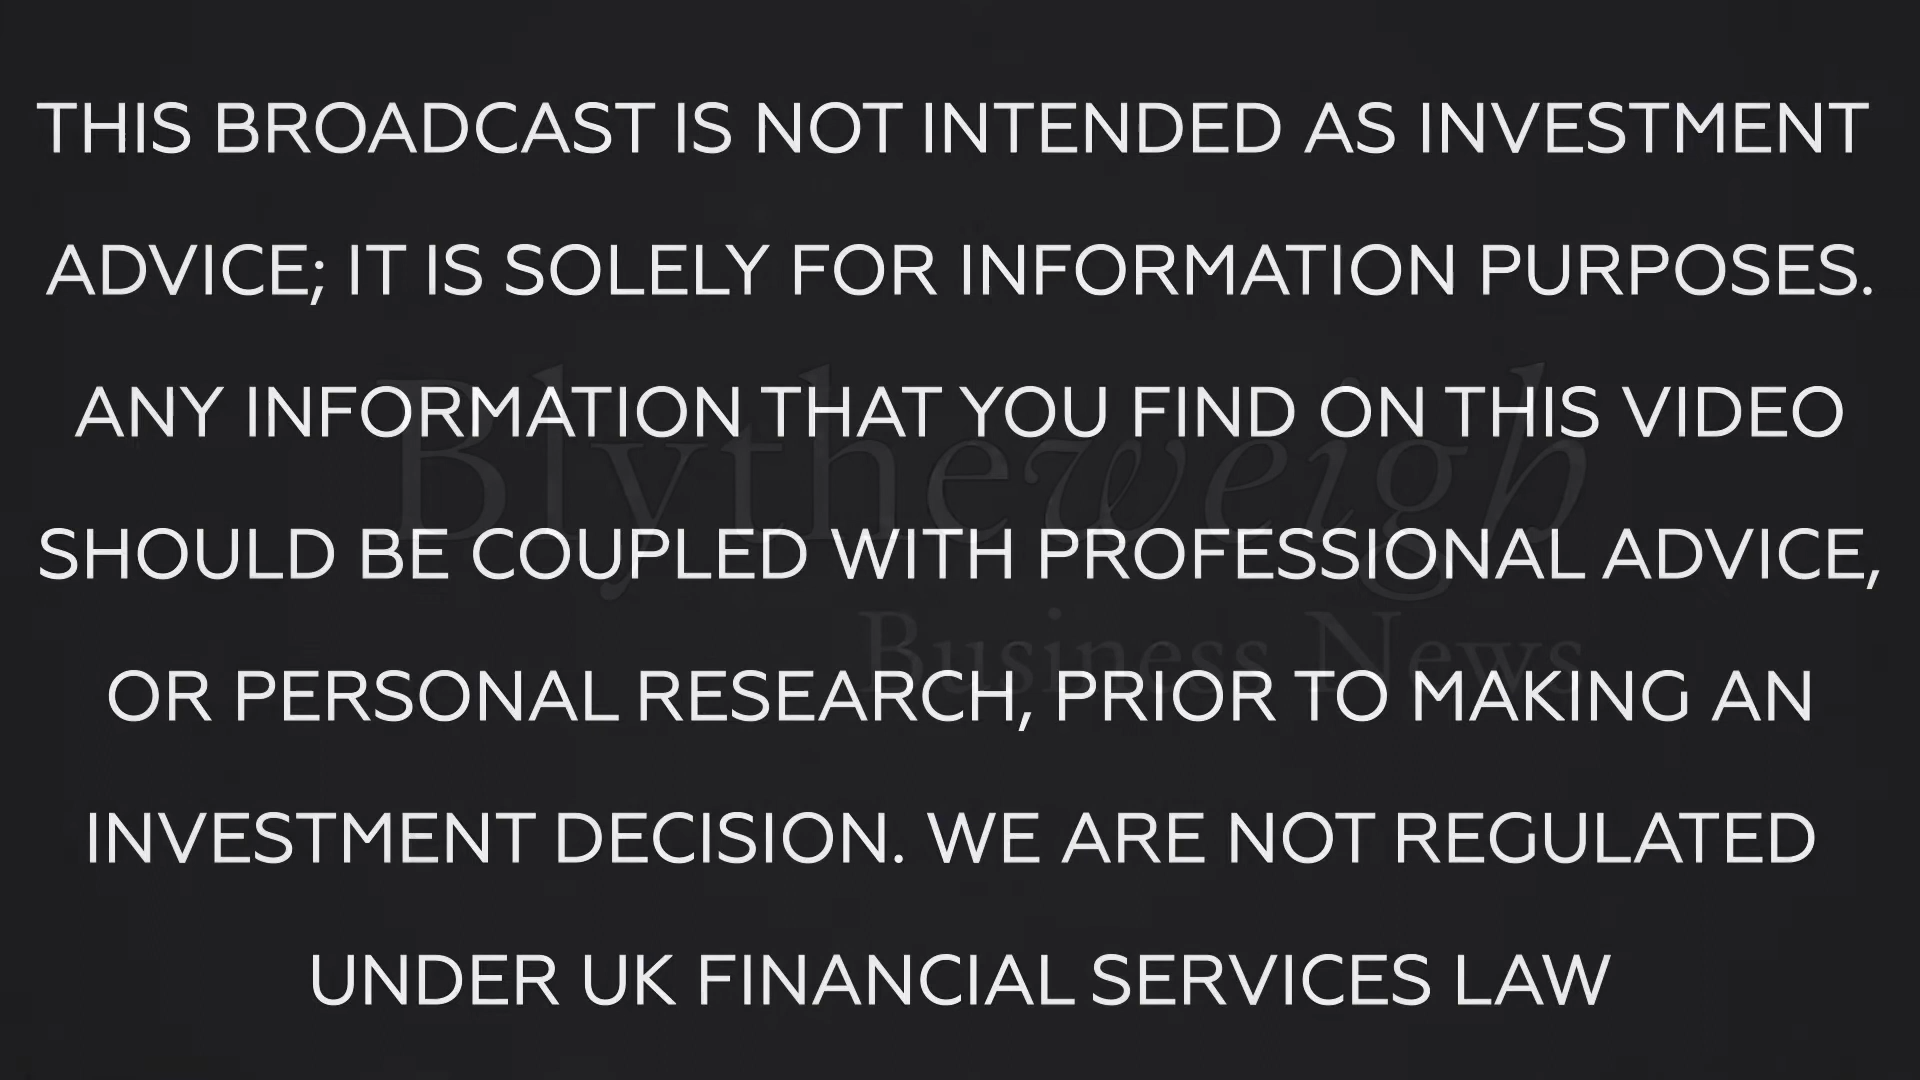 THIS BROADCAST IS NOT INTENDED AS INVESTMENT
ADVICE; IT IS SOLELY FOR INFORMATION PURPOSES.
ANY INFORMATION THAT YOU FIND ON THIS VIDEO
SHOULD BE COUPLED WITH PROFESSIONAL ADVICE,
OR PERSONAL RESEARCH, PRIOR TO MAKING AN
INVESTMENT DECISION. WE ARE NOT REGULATED
UNDER UK FINANCIAL SERVICES LAW
Blytheweigh
Business News